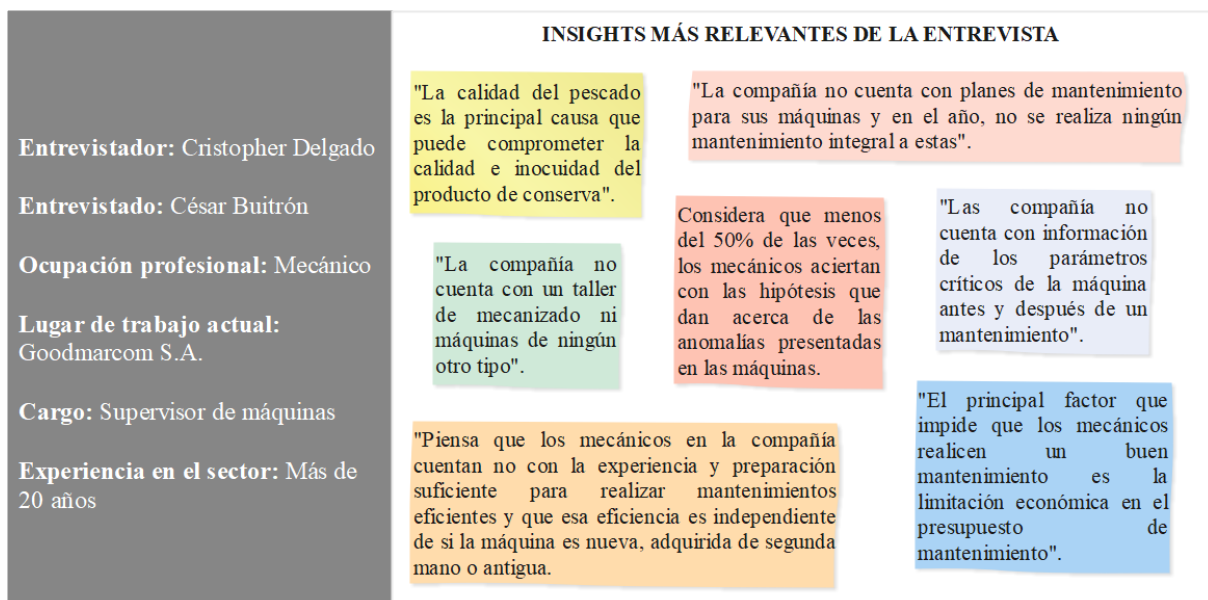 INSIGHTS MÁS RELEVANTES DE LA ENTREVISTA
Entrevistador: Cristopher Delgado
Entrevistado: César Buitrón
Ocupación profesional: Mecánico
Lugar de trabajo actual:
Goodmarcom S.A.
Cargo: Supervisor de máquinas
Experiencia en el sector: Más de
20 años
"La calidad del pescado
es la principal causa que
puede comprometer la
calidad e inocuidad del
producto de conserva".
"La compañía no cuenta con planes de mantenimiento
para sus máquinas y en el año, no se realiza ningún
mantenimiento integral a estas".
"La compañía no
cuenta con un taller
de mecanizado ni
máquinas de ningún
otro tipo".
Considera que menos
del 50% de las veces,
los mecánicos aciertan
con las hipótesis que
dan acerca de las
anomalías presentadas
en las máquinas.
"Las compañía no
cuenta con información
de los parámetros
críticos de la máquina
antes y después de un
mantenimiento".
"Piensa que los mecánicos en la compañía
cuentan no con la experiencia y preparación
suficiente para realizar mantenimientos
eficientes y que esa eficiencia es independiente
de si la máquina es nueva, adquirida de segunda
mano o antigua.
"El principal factor que
impide que los mecánicos
realicen un buen
mantenimiento es la
limitación económica en el
presupuesto de
mantenimiento".